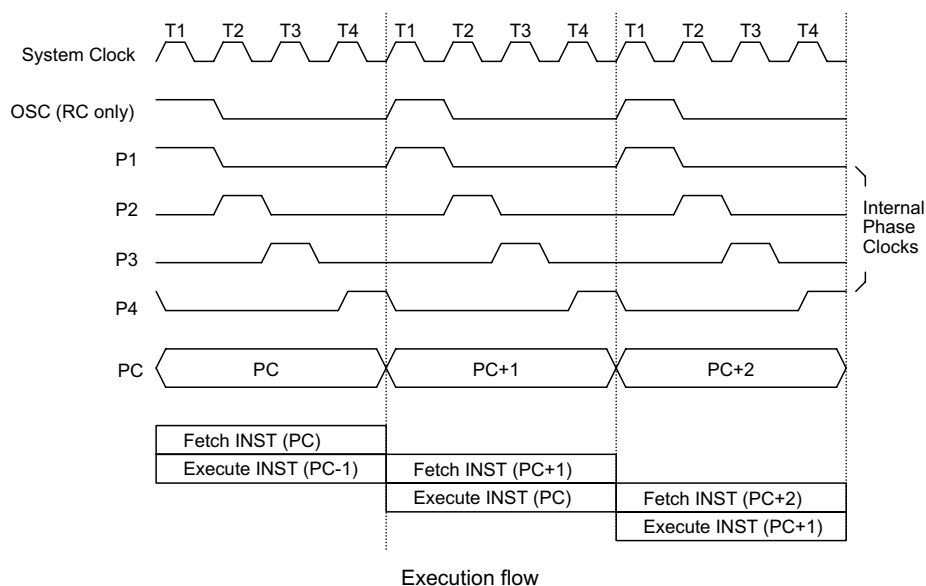 T1 T2 T3 T4 T1 T2 T3 T4 T1 T2 T3 T4
System Clock
OSC (RC only)
P1
P2
P3
P4
Internal
Phase
Clocks
PC PC PC+1 PC+2
Fetch INST (PC)
Execute INST (PC-1) Fetch INST (PC+1)
Execute INST (PC) Fetch INST (PC+2)
Execute INST (PC+1)
Execution flow